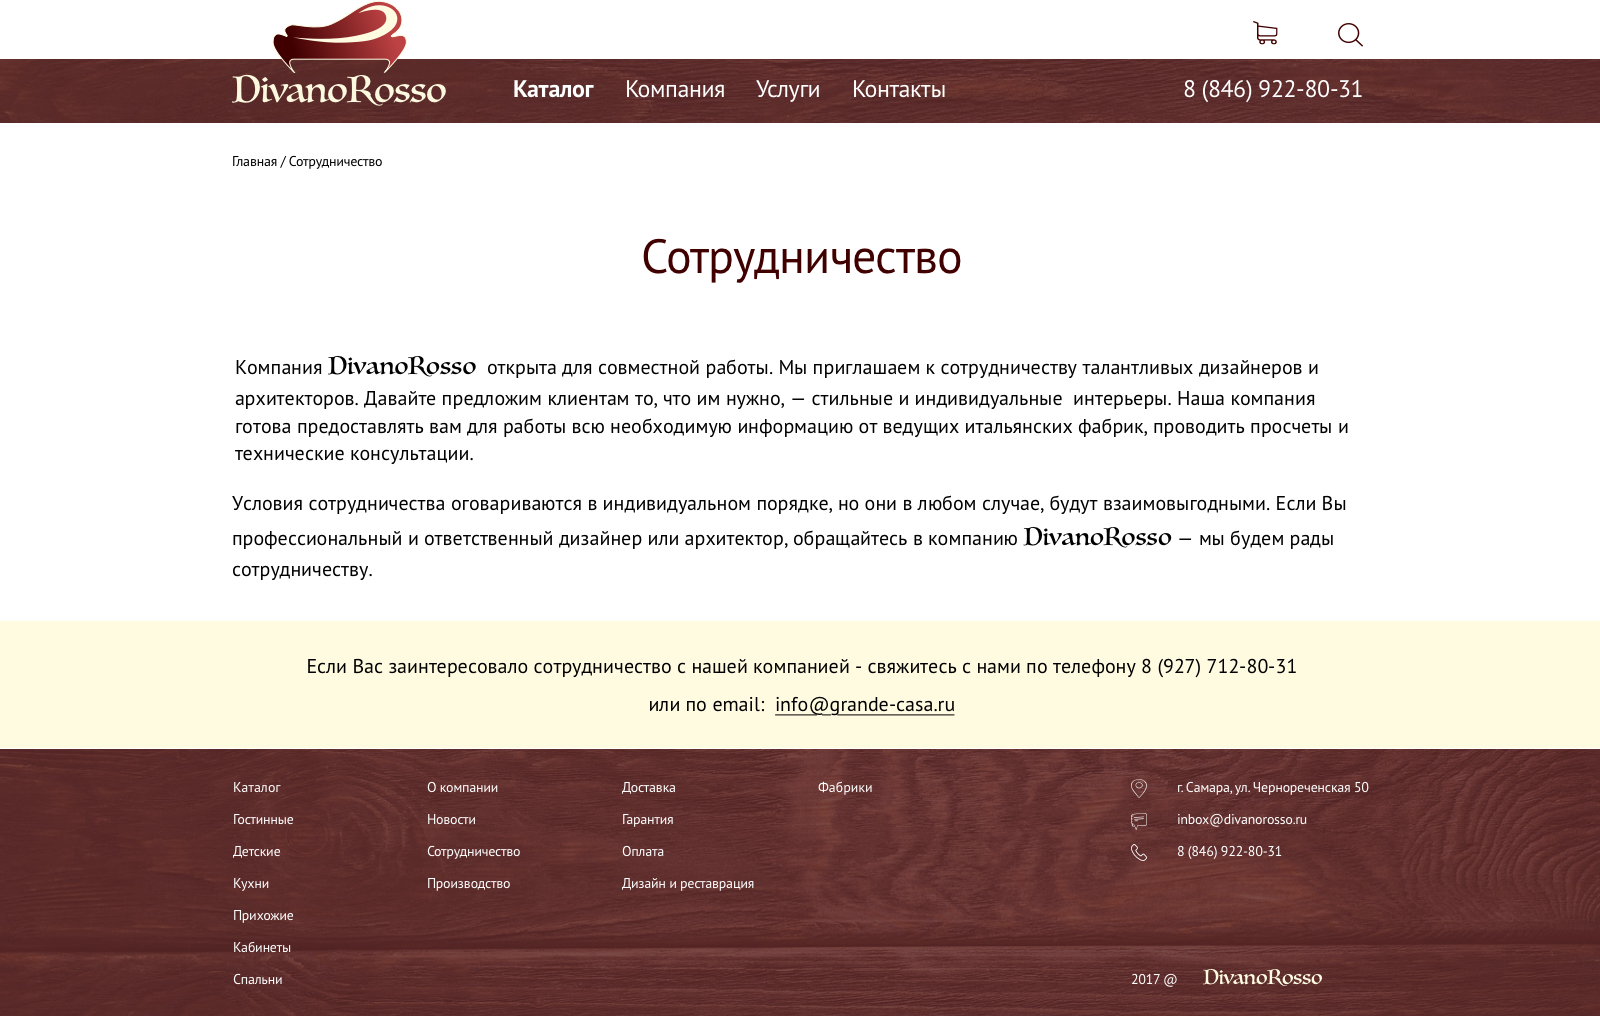 DivanoRosso
Каталог Компания Услуги Контакты 8 (846) 922-80-31
Главная / Сотрудничество
Сотрудничество
Компания DivanoRosso открыта для совместной работы. Мы приглашаем к сотрудничеству талантливых дизайнеров и
архитекторов. Давайте предложим клиентам то, что им нужно, — стильные и индивидуальные интерьеры. Наша компания
готова предоставлять вам для работы всю необходимую информацию от ведущих итальянских фабрик, проводить просчеты и
технические консультации.
Условия сотрудничества оговариваются в индивидуальном порядке, но они в любом случае, будут взаимовыгодными. Если Вы
профессиональный и ответственный дизайнер или архитектор, обращайтесь в компанию DivanoRosso — мы будем рады
сотрудничеству.
Если Вас заинтересовало сотрудничество с нашей компанией - свяжитесь с нами по телефону 8 (927) 712-80-31
или по email: info@grande-casa.ru
Каталог О компании Доставка Фабрики г. Самара, ул. Чернореченская 50
Гостинные Новости Гарантия inbox@divanorosso.ru
Детские Сотрудничество Оплата 8 (846) 922-80-31
Кухни Производство Дизайн и реставрация
Прихожие
Кабинеты
Спальни 2017 @ DivanoRosso